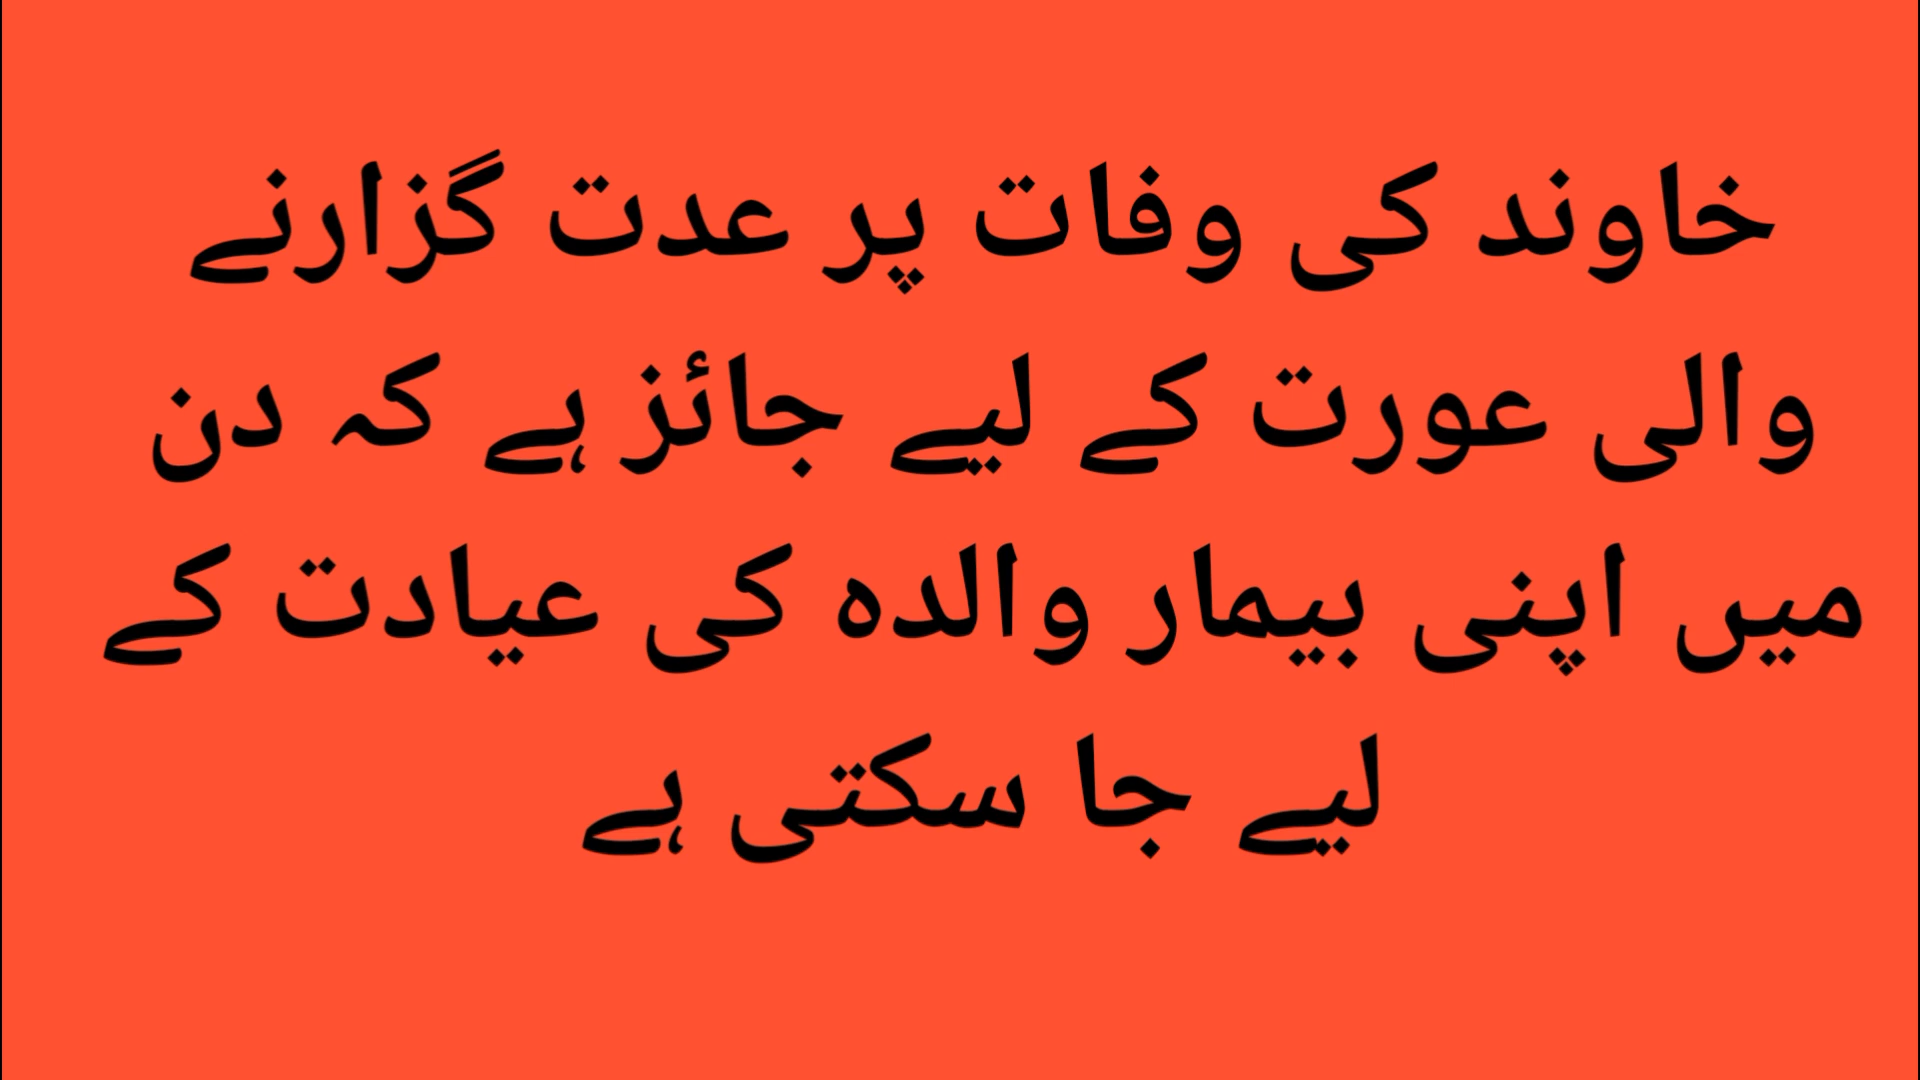 خاوند کی وفات پر عدت گزارنے
والی عورت کے لیے جائز ہے کہ دن
میں اپنی بیمار والدہ کی عیادت کے
لیے جا سکتی ہے